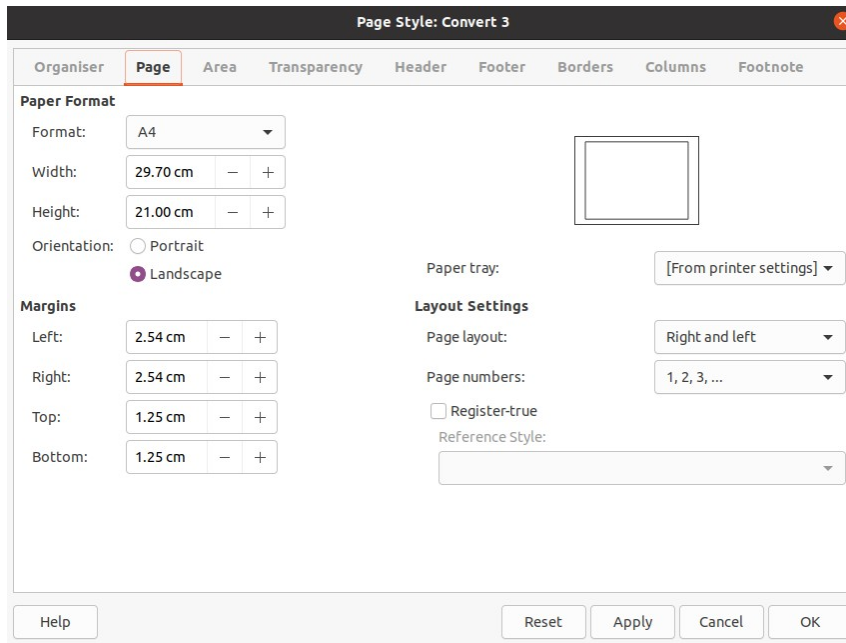 Page Style: Convert 3
Organiser Page Area Transparency Header Footer Borders Columns Footnote
Paper Format
Format: A4
Width: 29.70 cm − +
Height: 21.00 cm − +
Orientation: Portrait
Landscape
Paper tray: [From printer settings]
Margins
Left: 2.54 cm − +
Right: 2.54 cm − +
Top: 1.25 cm − +
Bottom: 1.25 cm − +
Layout Settings
Page layout: Right and left
Page numbers: 1, 2, 3, ...
Register-true
Reference Style:
Help Reset Apply Cancel OK